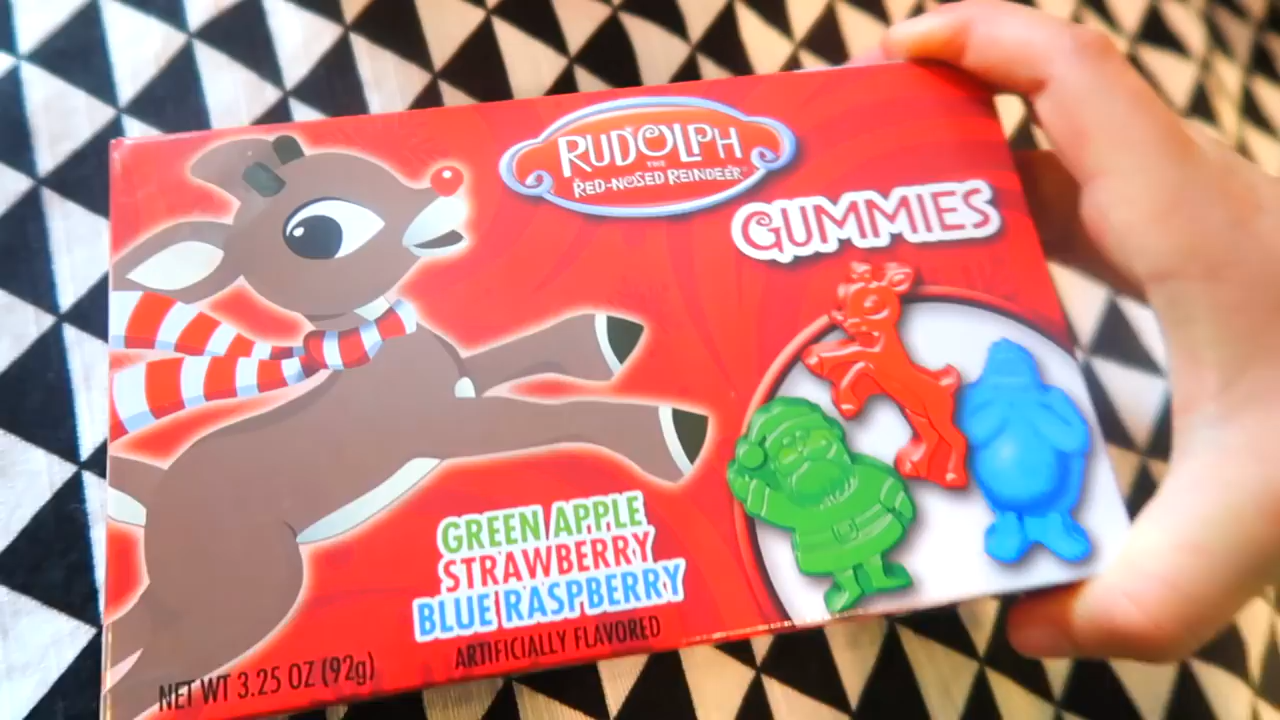 RUDOLPH
THE
RED-NOSED REINDEER
GUMMIES
GREEN APPLE
STRAWBERRY
BLUE RASPBERRY
ARTIFICIALLY FLAVORED
NET WT 3.25 OZ (92g)